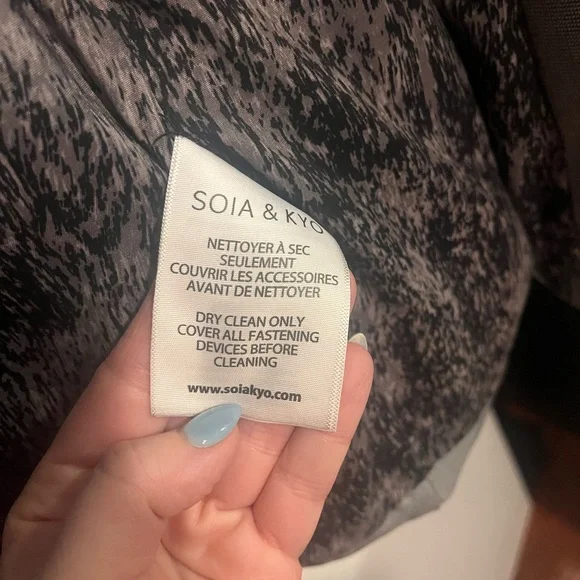 SOIA & KYO
NETTOYER À SEC
SEULEMENT
COUVRIR LES ACCESSOIRES
AVANT DE NETTOYER
DRY CLEAN ONLY
COVER ALL FASTENING
DEVICES BEFORE
CLEANING
www.soiakyo.com